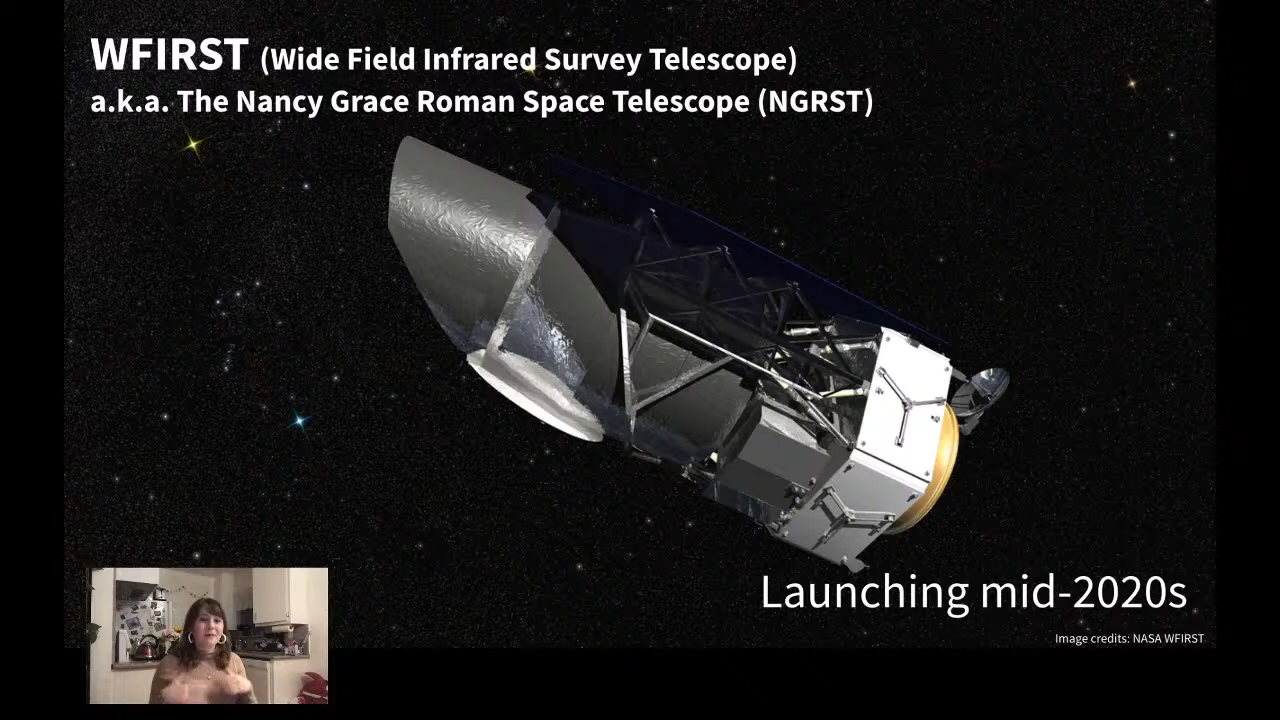 WFIRST (Wide Field Infrared Survey Telescope)
a.k.a. The Nancy Grace Roman Space Telescope (NGRST)
Launching mid-2020s
Image credits: NASA WFIRST